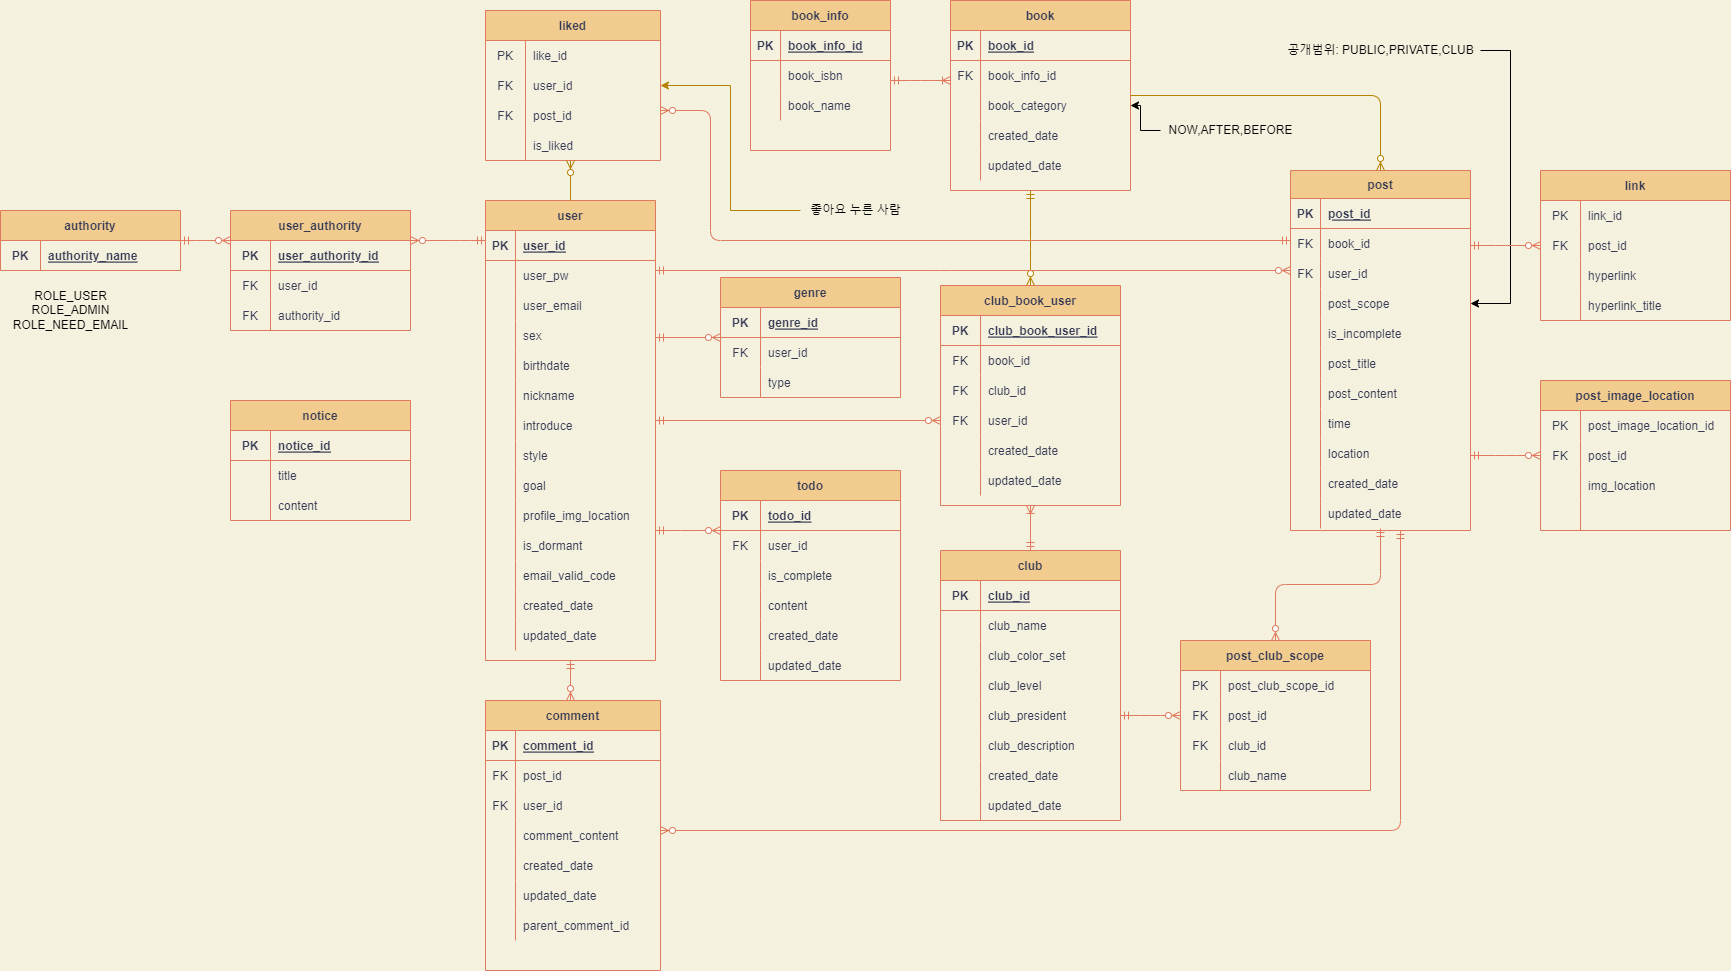 liked
PK like_id
FK user_id
FK post_id
is_liked
book_info
PK book_info_id
book_isbn
book_name
book
PK book_id
FK book_info_id
book_category
created_date
updated_date
공개범위: PUBLIC,PRIVATE,CLUB
NOW,AFTER,BEFORE
좋아요 누른 사람
authority
PK authority_name
ROLE_USER
ROLE_ADMIN
ROLE_NEED_EMAIL
user_authority
PK user_authority_id
FK user_id
FK authority_id
user
PK user_id
user_pw
user_email
sex
birthdate
nickname
introduce
style
goal
profile_img_location
is_dormant
email_valid_code
created_date
updated_date
genre
PK genre_id
FK user_id
type
club_book_user
PK club_book_user_id
FK book_id
FK club_id
FK user_id
created_date
updated_date
post
PK post_id
FK book_id
FK user_id
post_scope
is_incomplete
post_title
post_content
time
location
created_date
updated_date
link
PK link_id
FK post_id
hyperlink
hyperlink_title
post_image_location
PK post_image_location_id
FK post_id
img_location
notice
PK notice_id
title
content
todo
PK todo_id
FK user_id
is_complete
content
created_date
updated_date
club
PK club_id
club_name
club_color_set
club_level
club_president
club_description
created_date
updated_date
post_club_scope
PK post_club_scope_id
FK post_id
FK club_id
club_name
comment
PK comment_id
FK post_id
FK user_id
comment_content
created_date
updated_date
parent_comment_id